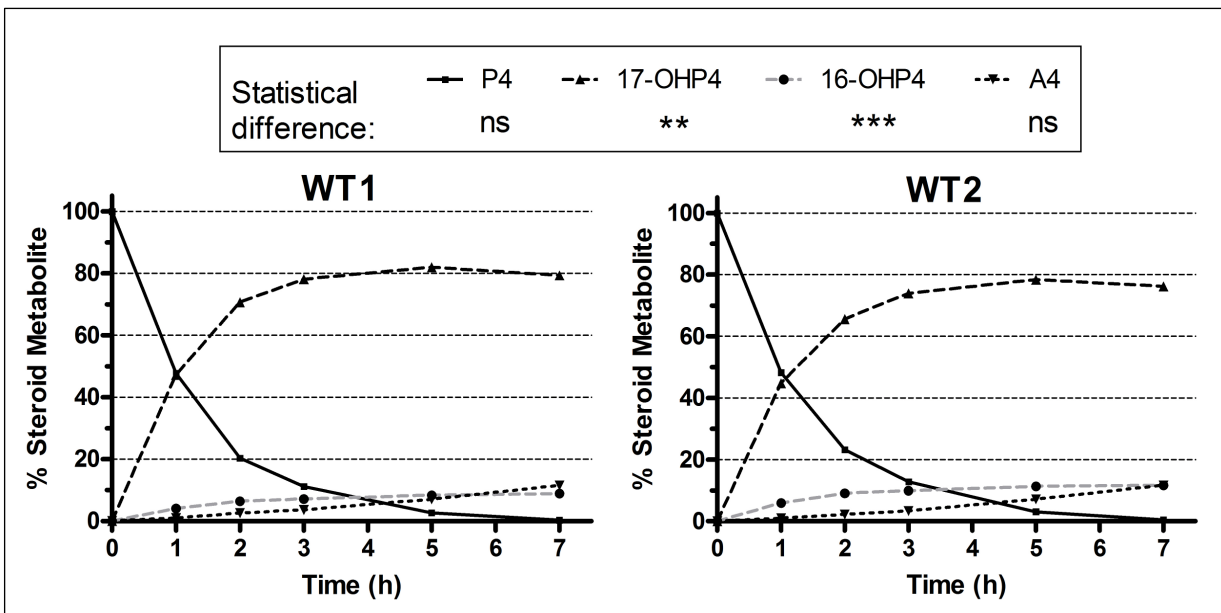 P4 17-OHP4 16-OHP4 A4
Statistical
difference:
ns ** *** ns
WT1
% Steroid Metabolite
100
80
60
40
20
0
0 1 2 3 4 5 6 7
Time (h)
WT2
% Steroid Metabolite
100
80
60
40
20
0
0 1 2 3 4 5 6 7
Time (h)